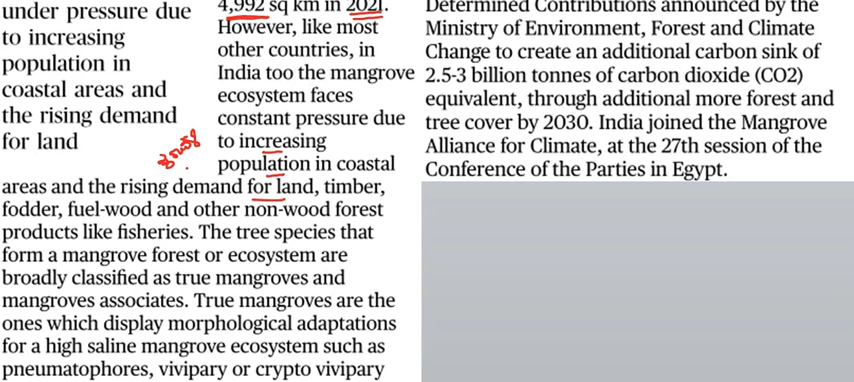 under pressure due
to increasing
population in
coastal areas and
the rising demand
for land
4,992 sq km in 2021.
However, like most
other countries, in
India too the mangrove
ecosystem faces
constant pressure due
to increasing
population in coastal
areas and the rising demand for land, timber,
fodder, fuel-wood and other non-wood forest
products like fisheries. The tree species that
form a mangrove forest or ecosystem are
broadly classified as true mangroves and
mangroves associates. True mangroves are the
ones which display morphological adaptations
for a high saline mangrove ecosystem such as
pneumatophores, vivipary or crypto vivipary
Determined Contributions announced by the
Ministry of Environment, Forest and Climate
Change to create an additional carbon sink of
2.5-3 billion tonnes of carbon dioxide (CO2)
equivalent, through additional more forest and
tree cover by 2030. India joined the Mangrove
Alliance for Climate, at the 27th session of the
Conference of the Parties in Egypt.